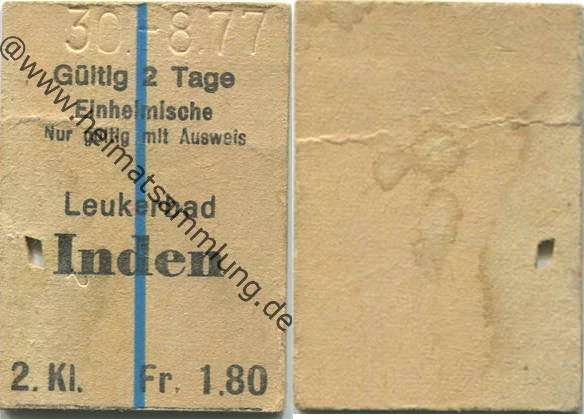 30.-8.77
Gültig 2 Tage
Einheimische
Nur gültig mit Ausweis
Leukerbad
Inden
2. Kl. Fr. 1.80
@www.heimatsammlung.de